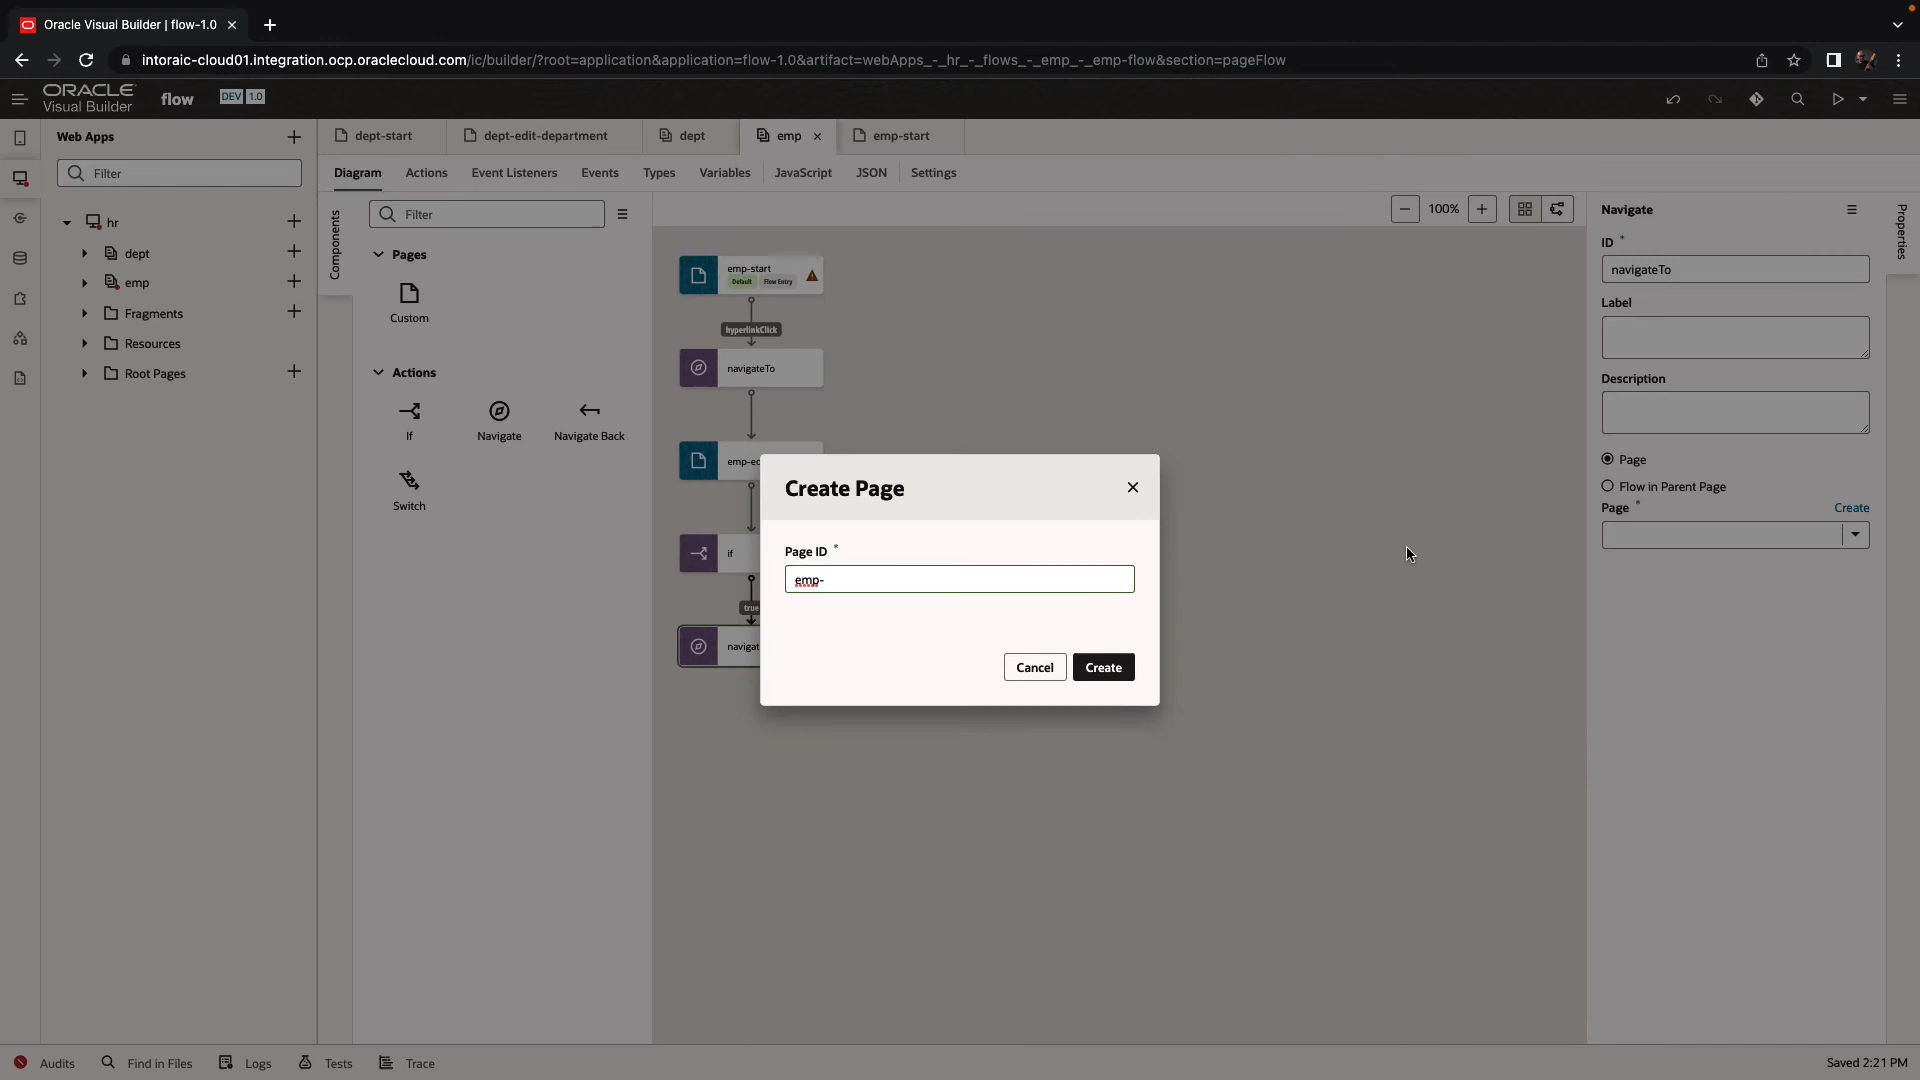 Oracle Visual Builder | flow-1.0
intoraic-cloud01.integration.ocp.oraclecloud.com/ic/builder/?root=application&application=flow-1.0&artifact=webApps_-_hr_-_flows_-_emp_-_emp-flow&section=pageFlow
ORACLE
Visual Builder
flow
DEV 1.0
Web Apps
dept-start
dept-edit-department
dept
emp
emp-start
Filter
Diagram
Actions
Event Listeners
Events
Types
Variables
JavaScript
JSON
Settings
hr
dept
emp
Fragments
Resources
Root Pages
Components
Filter
Pages
Custom
Actions
If
Navigate
Navigate Back
Switch
100%
emp-start
Default Flow Entry
hyperlinkClick
navigateTo
emp-ed
if
true
navigat
Create Page
Page ID *
emp-
Cancel
Create
Navigate
Properties
ID *
navigateTo
Label
Description
Page
Flow in Parent Page
Page *
Create
Audits
Find in Files
Logs
Tests
Trace
Saved 2:21 PM